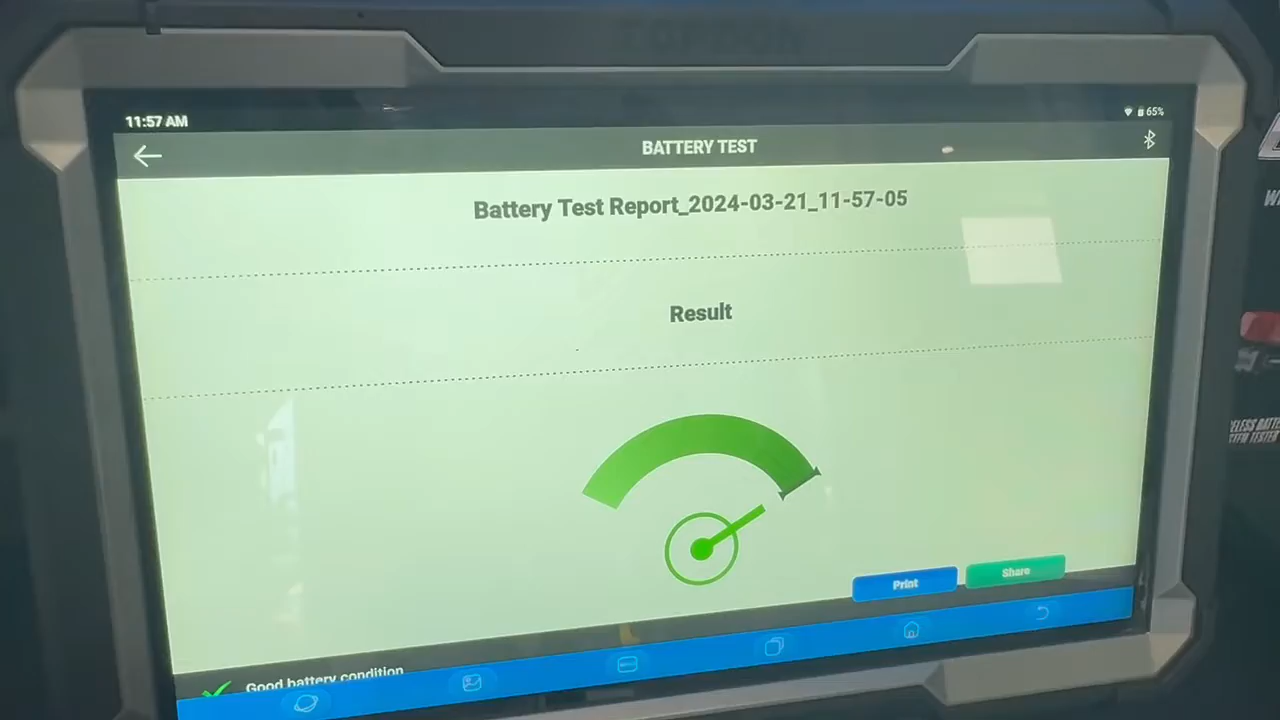 11:57 AM
65%
BATTERY TEST
Battery Test Report_2024-03-21_11-57-05
Result
Print
Share
Good battery condition